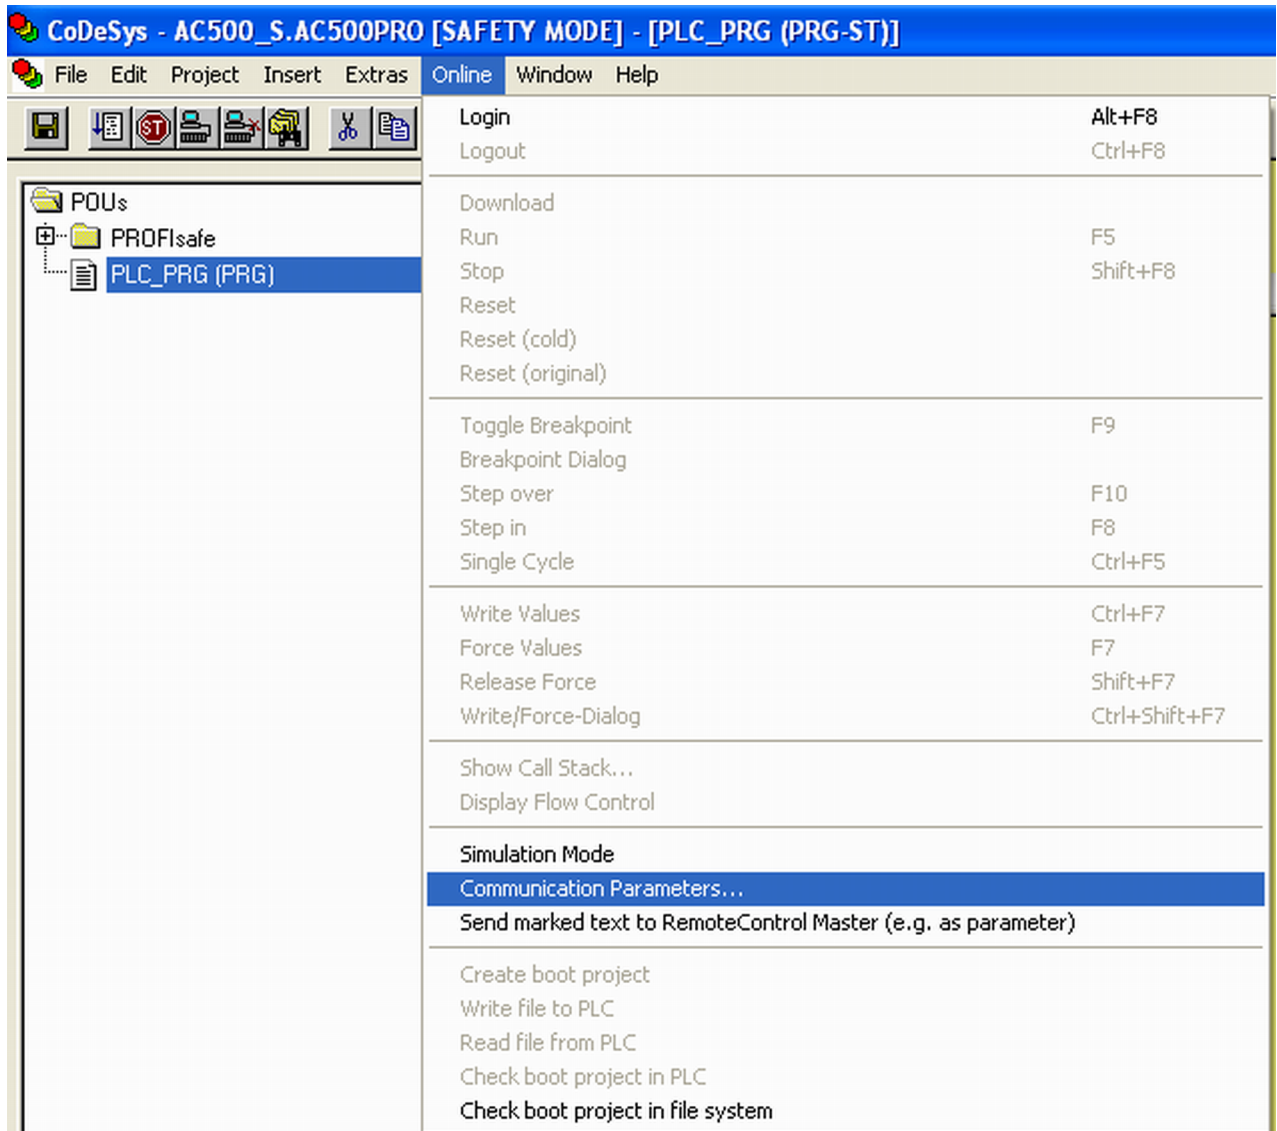 CoDeSys - AC500_S.AC500PRO [SAFETY MODE] - [PLC_PRG (PRG-ST)]
File Edit Project Insert Extras Online Window Help
ST
POUs
PROFIsafe
PLC_PRG (PRG)
Login Alt+F8
Logout Ctrl+F8
Download
Run F5
Stop Shift+F8
Reset
Reset (cold)
Reset (original)
Toggle Breakpoint F9
Breakpoint Dialog
Step over F10
Step in F8
Single Cycle Ctrl+F5
Write Values Ctrl+F7
Force Values F7
Release Force Shift+F7
Write/Force-Dialog Ctrl+Shift+F7
Show Call Stack...
Display Flow Control
Simulation Mode
Communication Parameters...
Send marked text to RemoteControl Master (e.g. as parameter)
Create boot project
Write file to PLC
Read file from PLC
Check boot project in PLC
Check boot project in file system